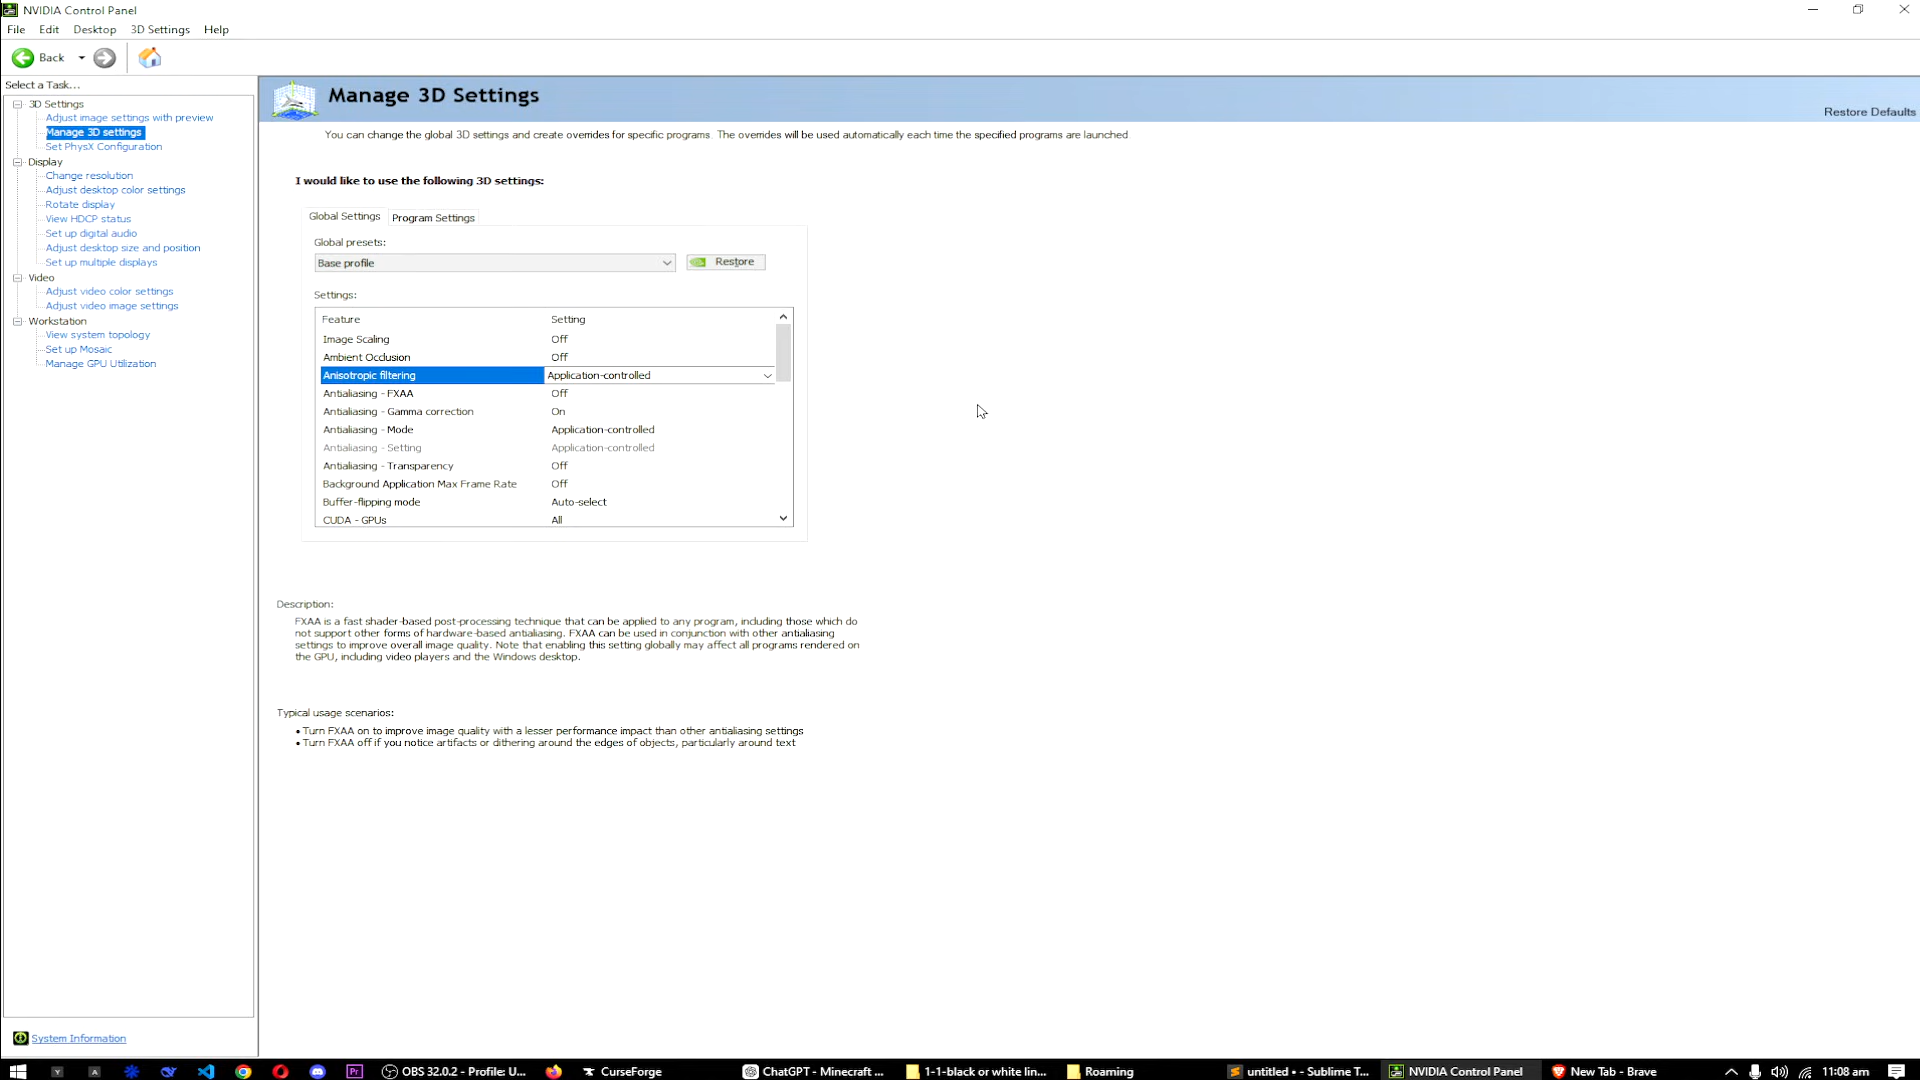 NVIDIA Control Panel
File Edit Desktop 3D Settings Help
Back
Select a Task...
3D Settings
Adjust image settings with preview
Manage 3D settings
Set PhysX Configuration
Display
Change resolution
Adjust desktop color settings
Rotate display
View HDCP status
Set up digital audio
Adjust desktop size and position
Set up multiple displays
Video
Adjust video color settings
Adjust video image settings
Workstation
View system topology
Set up Mosaic
Manage GPU Utilization
System Information
Manage 3D Settings
Restore Defaults
You can change the global 3D settings and create overrides for specific programs. The overrides will be used automatically each time the specified programs are launched.
I would like to use the following 3D settings:
Global Settings Program Settings
Global presets:
Base profile Restore
Settings:
Feature Setting
Image Scaling Off
Ambient Occlusion Off
Anisotropic filtering Application-controlled
Antialiasing - FXAA Off
Antialiasing - Gamma correction On
Antialiasing - Mode Application-controlled
Antialiasing - Setting Application-controlled
Antialiasing - Transparency Off
Background Application Max Frame Rate Off
Buffer-flipping mode Auto-select
CUDA - GPUs All
Description:
FXAA is a fast shader-based post-processing technique that can be applied to any program, including those which do
not support other forms of hardware-based antialiasing. FXAA can be used in conjunction with other antialiasing
settings to improve overall image quality. Note that enabling this setting globally may affect all programs rendered on
the GPU, including video players and the Windows desktop.
Typical usage scenarios:
• Turn FXAA on to improve image quality with a lesser performance impact than other antialiasing settings
• Turn FXAA off if you notice artifacts or dithering around the edges of objects, particularly around text
Y A Pr OBS 32.0.2 - Profile: U... CurseForge ChatGPT - Minecraft ... 1-1-black or white lin... Roaming untitled • - Sublime T... NVIDIA Control Panel New Tab - Brave 11:08 am